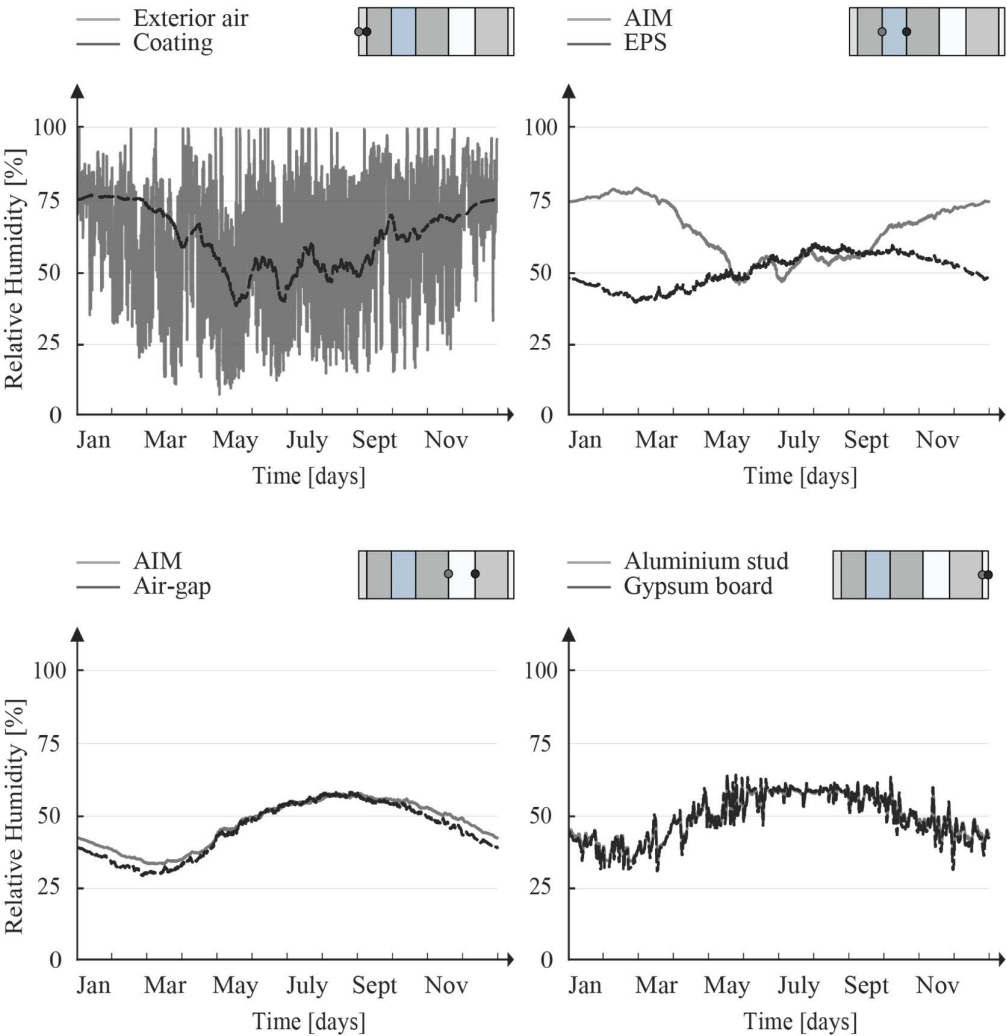 Exterior air
Coating
Relative Humidity [%]
100
75
50
25
0
Jan Mar May July Sept Nov
Time [days]
AIM
EPS
100
75
50
25
0
Jan Mar May July Sept Nov
Time [days]
AIM
Air-gap
Relative Humidity [%]
100
75
50
25
0
Jan Mar May July Sept Nov
Time [days]
Aluminium stud
Gypsum board
100
75
50
25
0
Jan Mar May July Sept Nov
Time [days]